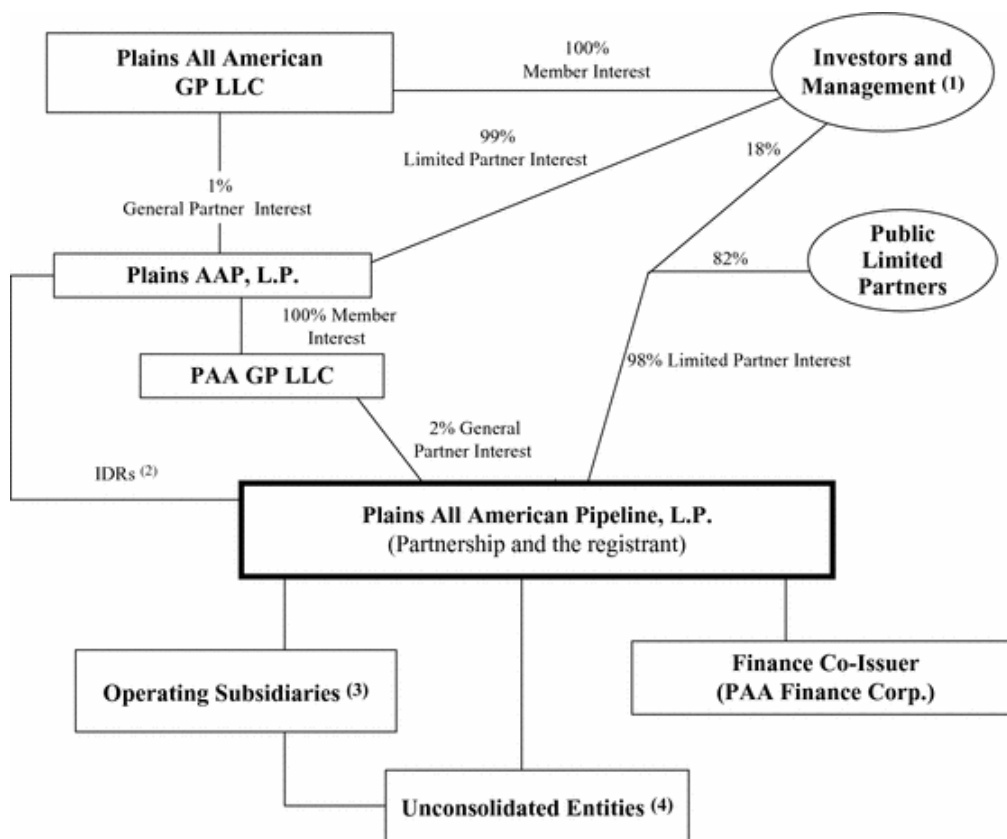 Plains All American
GP LLC
100%
Member Interest
Investors and
Management (1)
99%
Limited Partner Interest
18%
1%
General Partner Interest
Public
Limited
Partners
82%
Plains AAP, L.P.
100% Member
Interest
PAA GP LLC
98% Limited Partner Interest
2% General
Partner Interest
IDRs (2)
Plains All American Pipeline, L.P.
(Partnership and the registrant)
Operating Subsidiaries (3)
Finance Co-Issuer
(PAA Finance Corp.)
Unconsolidated Entities (4)